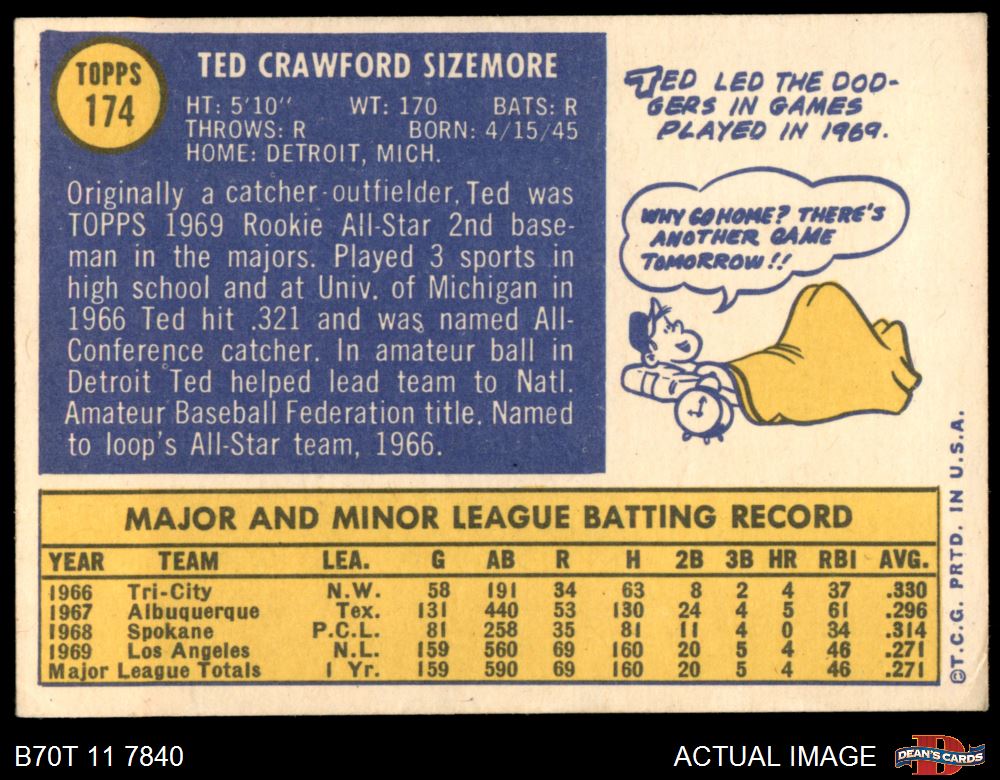 TOPPS
174
TED CRAWFORD SIZEMORE
HT: 5'10" WT: 170 BATS: R
THROWS: R BORN: 4/15/45
HOME: DETROIT, MICH.
Originally a catcher-outfielder, Ted was
TOPPS 1969 Rookie All-Star 2nd base-
man in the majors. Played 3 sports in
high school and at Univ. of Michigan in
1966 Ted hit .321 and was named All-
Conference catcher. In amateur ball in
Detroit Ted helped lead team to Natl.
Amateur Baseball Federation title. Named
to loop's All-Star team, 1966.
TED LED THE DOD-
GERS IN GAMES
PLAYED IN 1969.
WHY GO HOME? THERE'S
ANOTHER GAME
TOMORROW!!
MAJOR AND MINOR LEAGUE BATTING RECORD
YEAR TEAM LEA. G AB R H 2B 3B HR RBI AVG.
1966 Tri-City N.W. 58 191 34 63 8 2 4 37 .330
1967 Albuquerque Tex. 131 440 53 130 24 4 5 61 .296
1968 Spokane P.C.L. 81 258 35 81 11 4 0 34 .314
1969 Los Angeles N.L. 159 560 69 160 20 5 4 46 .271
Major League Totals 1 Yr. 159 590 69 160 20 5 4 46 .271
©T.C.G. PRTD. IN U.S.A.
B70T 11 7840
ACTUAL IMAGE
D
DEAN'S CARDS